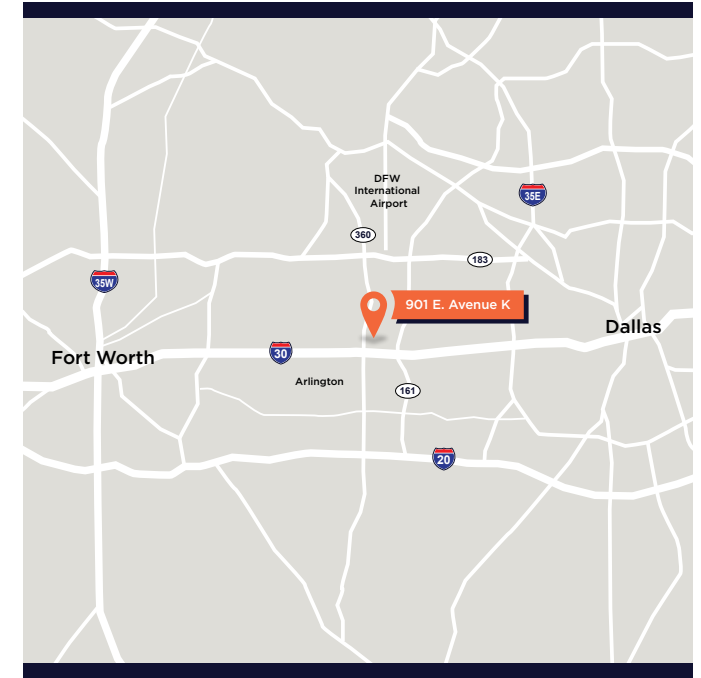 DFW
International
Airport
35E
360
183
35W
901 E. Avenue K
Dallas
Fort Worth
30
Arlington
161
20